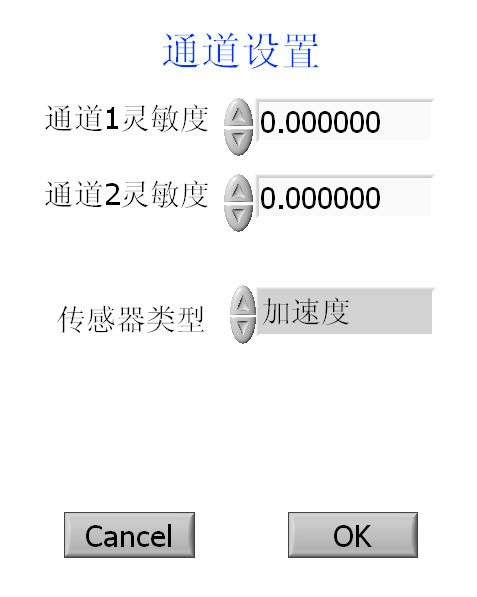 通道设置
通道1灵敏度 0.000000
通道2灵敏度 0.000000
传感器类型 加速度
Cancel OK